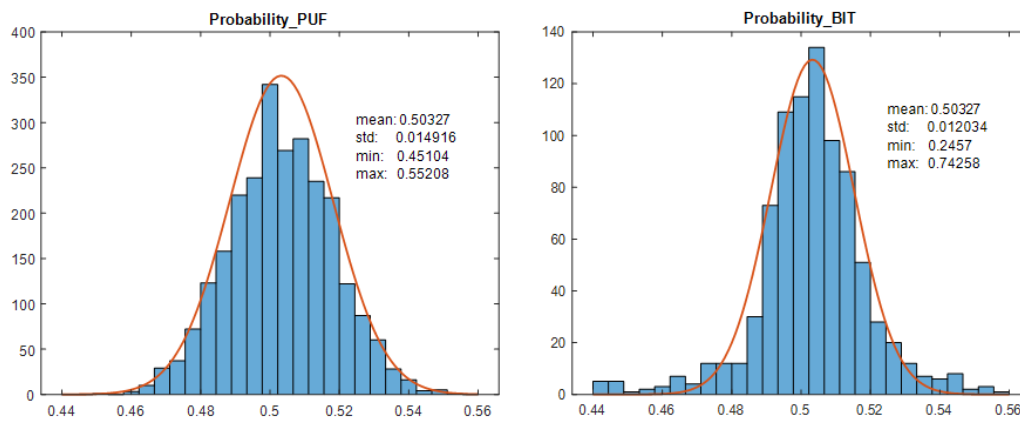 Probability_PUF
400
350
300
250
200
150
100
50
0
0.44 0.46 0.48 0.5 0.52 0.54 0.56
mean: 0.50327
std: 0.014916
min: 0.45104
max: 0.55208
Probability_BIT
140
120
100
80
60
40
20
0
0.44 0.46 0.48 0.5 0.52 0.54 0.56
mean: 0.50327
std: 0.012034
min: 0.2457
max: 0.74258